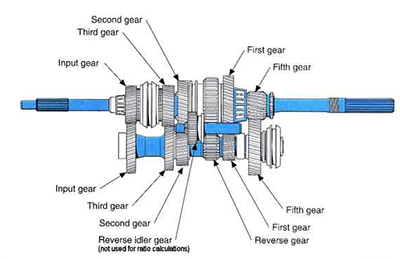 Second gear
Third gear
Input gear
First gear
Fifth gear
Input gear
Third gear
Second gear
Reverse idler gear
(not used for ratio calculations)
Fifth gear
First gear
Reverse gear